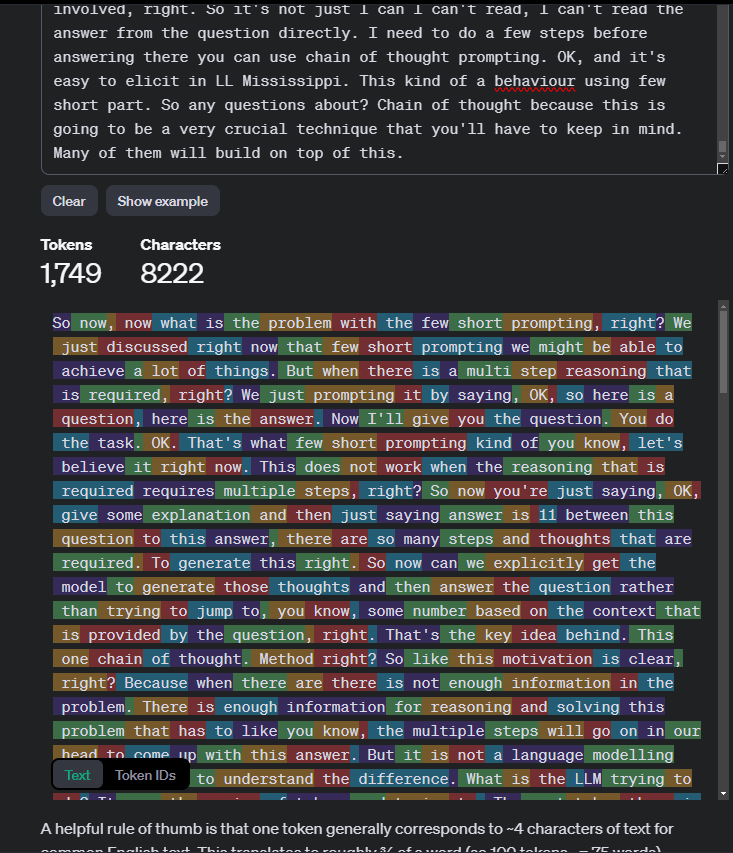 involved, right. So it's not just I can I can't read, I can't read the
answer from the question directly. I need to do a few steps before
answering there you can use chain of thought prompting. OK, and it's
easy to elicit in LL Mississippi. This kind of a behaviour using few
short part. So any questions about? Chain of thought because this is
going to be a very crucial technique that you'll have to keep in mind.
Many of them will build on top of this.
Clear Show example
Tokens Characters
1,749 8222
So now, now what is the problem with the few short prompting, right? We
just discussed right now that few short prompting we might be able to
achieve a lot of things. But when there is a multi step reasoning that
is required, right? We just prompting it by saying, OK, so here is a
question, here is the answer. Now I'll give you the question. You do
the task. OK. That's what few short prompting kind of you know, let's
believe it right now. This does not work when the reasoning that is
required requires multiple steps, right? So now you're just saying, OK,
give some explanation and then just saying answer is 11 between this
question to this answer, there are so many steps and thoughts that are
required. To generate this right. So now can we explicitly get the
model to generate those thoughts and then answer the question rather
than trying to jump to, you know, some number based on the context that
is provided by the question, right. That's the key idea behind. This
one chain of thought. Method right? So like this motivation is clear,
right? Because when there are there is not enough information in the
problem. There is enough information for reasoning and solving this
problem that has to like you know, the multiple steps will go on in our
head to come up with this answer. But it is not a language modelling
Text Token IDs to understand the difference. What is the LLM trying to
A helpful rule of thumb is that one token generally corresponds to ~4 characters of text for
common English text. This translates to roughly ¾ of a word (so 100 tokens ~= 75 words).